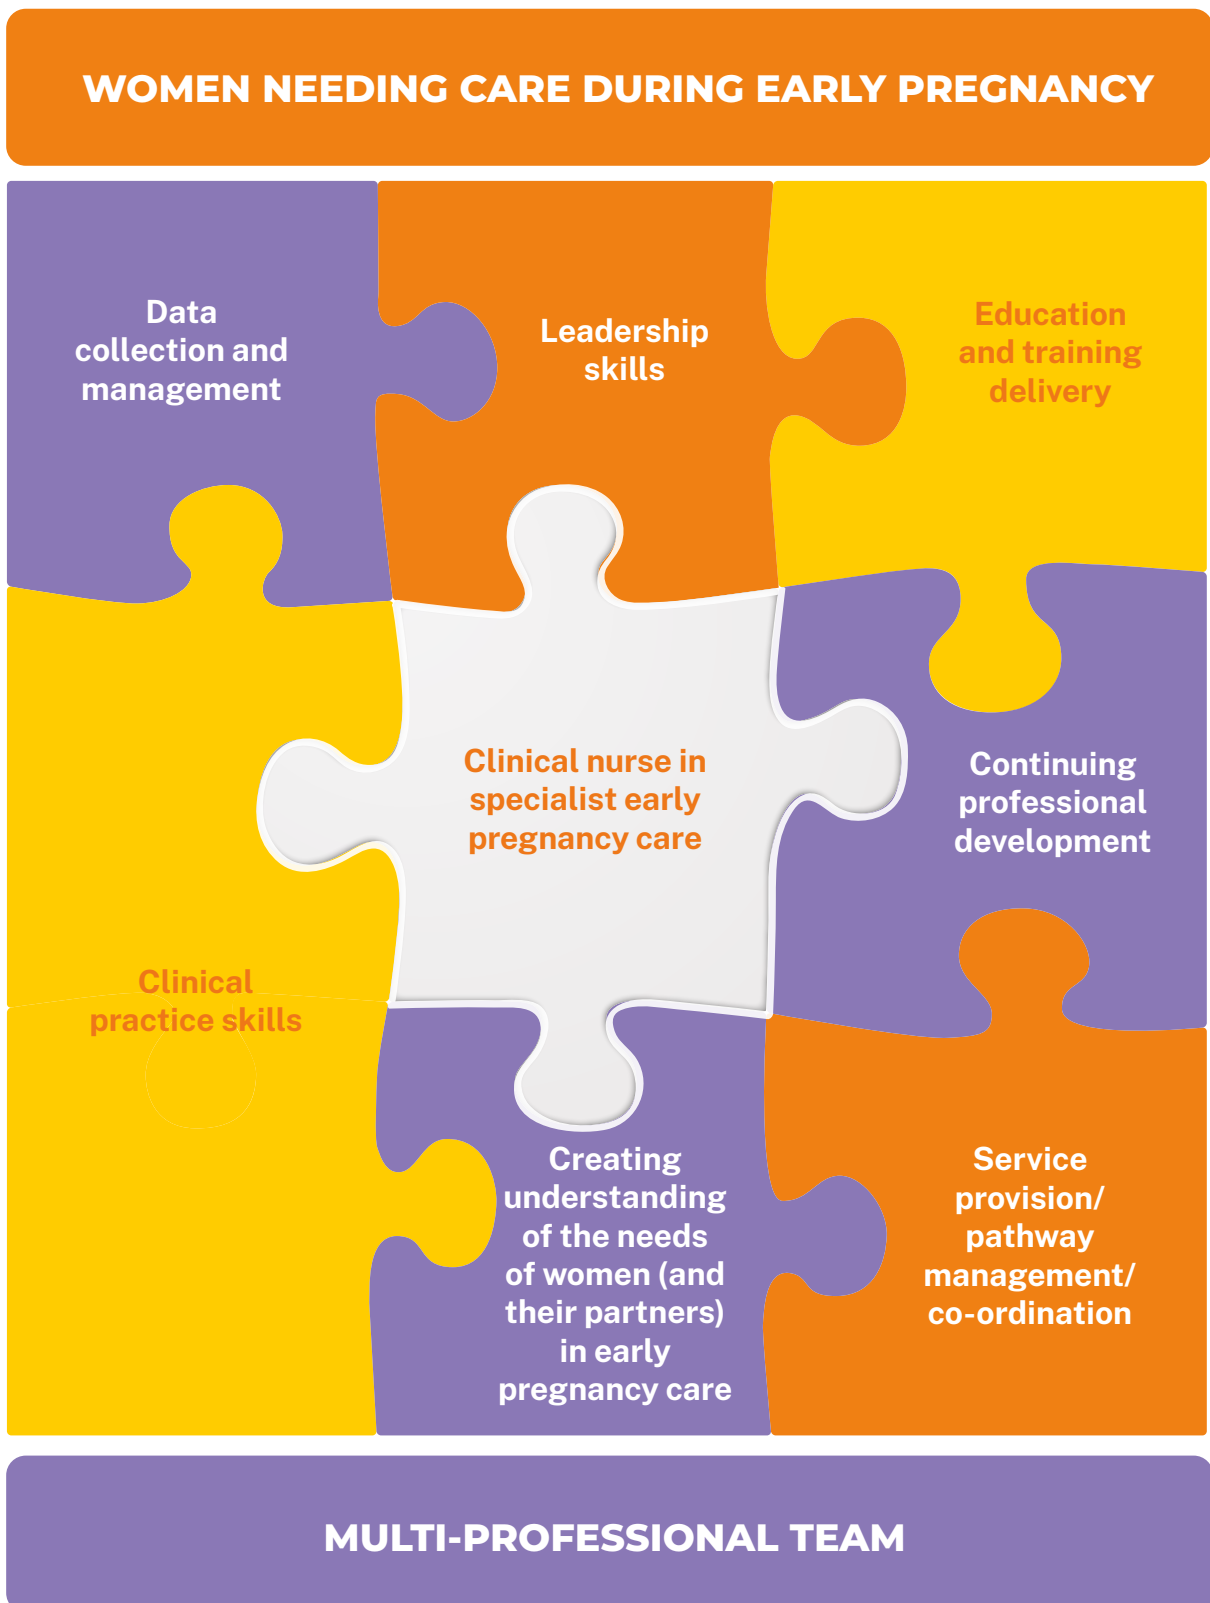 WOMEN NEEDING CARE DURING EARLY PREGNANCY
Data
collection and
management
Leadership
skills
Education
and training
delivery
Clinical nurse in
specialist early
pregnancy care
Continuing
professional
development
Clinical
practice skills
Creating
understanding
of the needs
of women (and
their partners)
in early
pregnancy care
Service
provision/
pathway
management/
co-ordination
MULTI-PROFESSIONAL TEAM